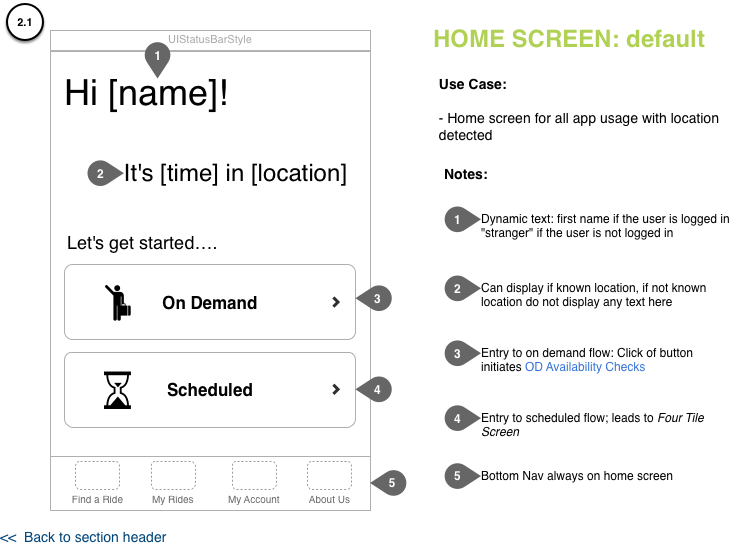 2.1
UIStatusBarStyle
1
Hi [name]!
2
It's [time] in [location]
Let's get started....
On Demand
3
Scheduled
4
Find a Ride
My Rides
My Account
About Us
5
<< Back to section header
HOME SCREEN: default
Use Case:
- Home screen for all app usage with location
detected
Notes:
1
Dynamic text: first name if the user is logged in
"stranger" if the user is not logged in
2
Can display if known location, if not known
location do not display any text here
3
Entry to on demand flow: Click of button
initiates OD Availability Checks
4
Entry to scheduled flow; leads to Four Tile
Screen
5
Bottom Nav always on home screen